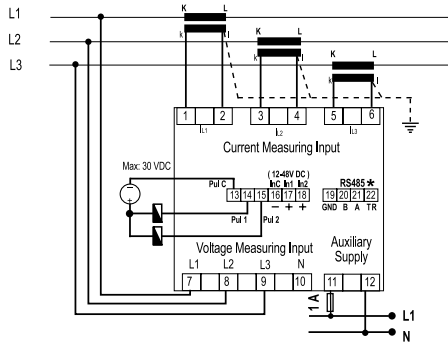 L1 K L K L K L
L2
L3
k l k l k l
1 2 3 4 5 6
IL1 IL2 IL3
Current Measuring Input
Max: 30 VDC
( 12-48V DC )
Pul C InC In1 In2 RS485 *
13 14 15 16 17 18 19 20 21 22
Pul 1 Pul 2 − + + GND B A TR
Voltage Measuring Input
Auxiliary
Supply
L1 L2 L3 N
7 8 9 10 11 12
1 A
L1
N